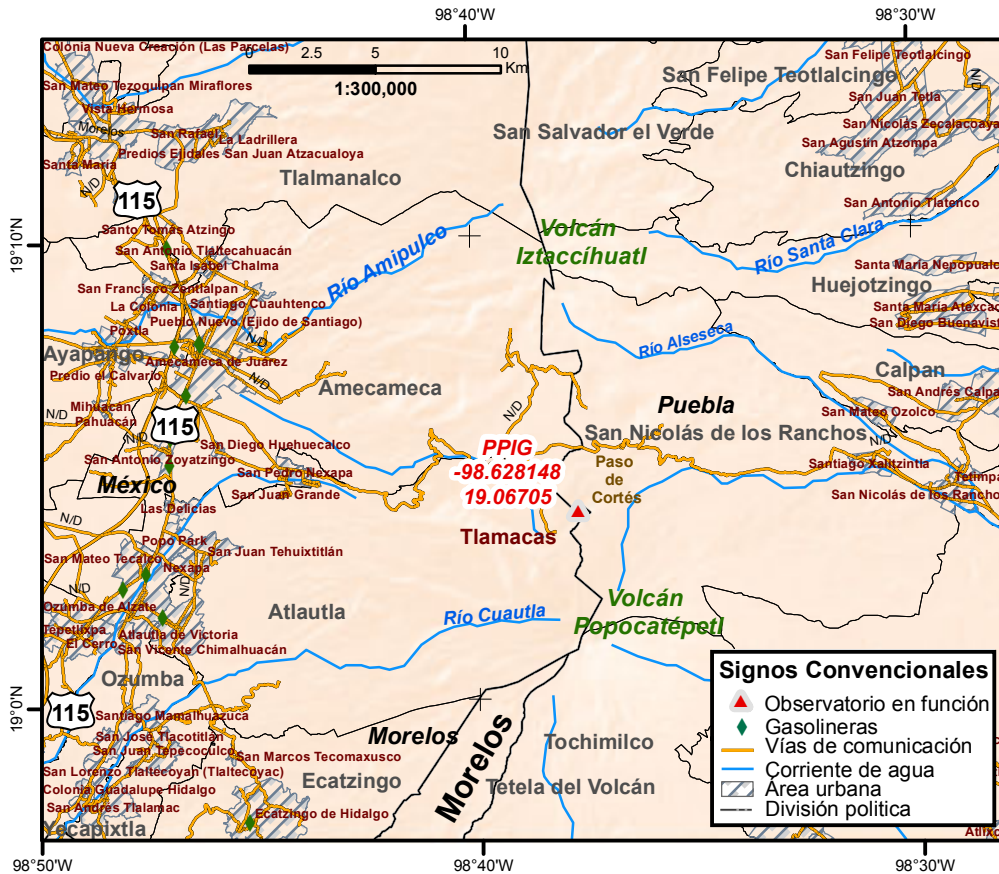 98°40'W
98°30'W
Colonia Nueva Creación (Las Parcelas)
0
2.5
5
10
Km
1:300,000
San Felipe Teotlalcingo
San Felipe Teotlalcingo
N/D
San Mateo Tezoquipan Miraflores
San Juan Tetla
Vista Hermosa
Morelos
San Rafael
La Ladrillera
San Salvador el Verde
San Nicolás Zecalacoaya
San Agustín Atzompa
Predios Ejidales San Juan Atzacualoya
Santa María
N/D
Tlalmanalco
Chiautzingo
115
San Antonio Tlatenco
Santo Tomás Atzingo
19°10'N
San Antonio Tlaltecahuacán
Volcán
Iztaccíhuatl
Río Amipulco
Río Santa Clara
Santa Isabel Chalma
Santa María Nepopualc
San Francisco Zentlalpan
Huejotzingo
La Colonia
Santiago Cuauhtenco
Santa María Atexcac
Pueblo Nuevo (Ejido de Santiago)
San Diego Buenavist
Poxtla
N/D
Río Alseseca
Ayapango
Amecameca de Juárez
Predio el Calvario
N/D
Amecameca
Calpan
San Andrés Calpa
Mihuacán
N/D
Pahuacán
N/D
Puebla
San Mateo Ozolco
115
N/D
San Nicolás de los Ranchos
N/D
San Diego Huehuecalco
PPIG
-98.628148
19.06705
San Antonio Zoyatzingo
San Pedro Nexapa
Paso
de
Cortés
Santiago Xalitzintla
Tetimpa
México
San Juan Grande
San Nicolás de los Rancho
Las Delicias
N/D
Tlamacas
Popo Park
San Juan Tehuixtitlán
San Mateo Tecalco
Nexapa
N/D
N/D
Ozumba de Alzate
Atlautla
Río Cuautla
Volcán
Popocatépetl
Tepetlixpa
Atlautla de Victoria
El Cerro
San Vicente Chimalhuacán
Ozumba
19°0'N
115
Santiago Mamalhuazuca
Morelos
Morelos
Tochimilco
San José Tlacotitlán
San Juan Tepecoculco
San Marcos Tecomaxusco
San Lorenzo Tlaltecoyan (Tlaltecoyac)
Ecatzingo
Tetela del Volcán
Colonia Guadalupe Hidalgo
San Andrés Tlalamac
Ecatzingo de Hidalgo
Yecapixtla
Signos Convencionales
Observatorio en función
Gasolineras
Vías de comunicación
Corriente de agua
Área urbana
División politica
Atlixc
98°50'W
98°40'W
98°30'W